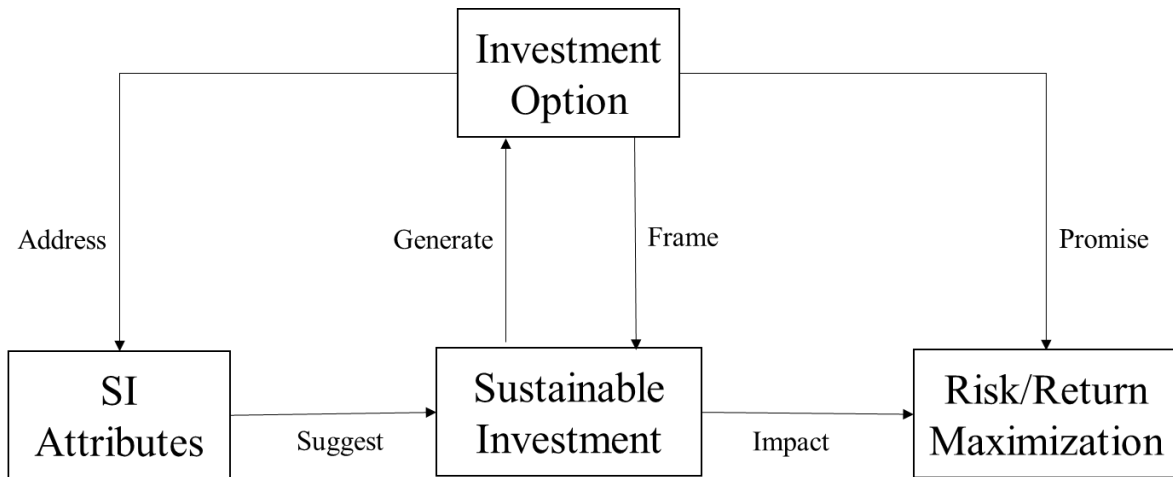 Investment
Option
Address
Generate
Frame
Promise
SI
Attributes
Suggest
Sustainable
Investment
Impact
Risk/Return
Maximization